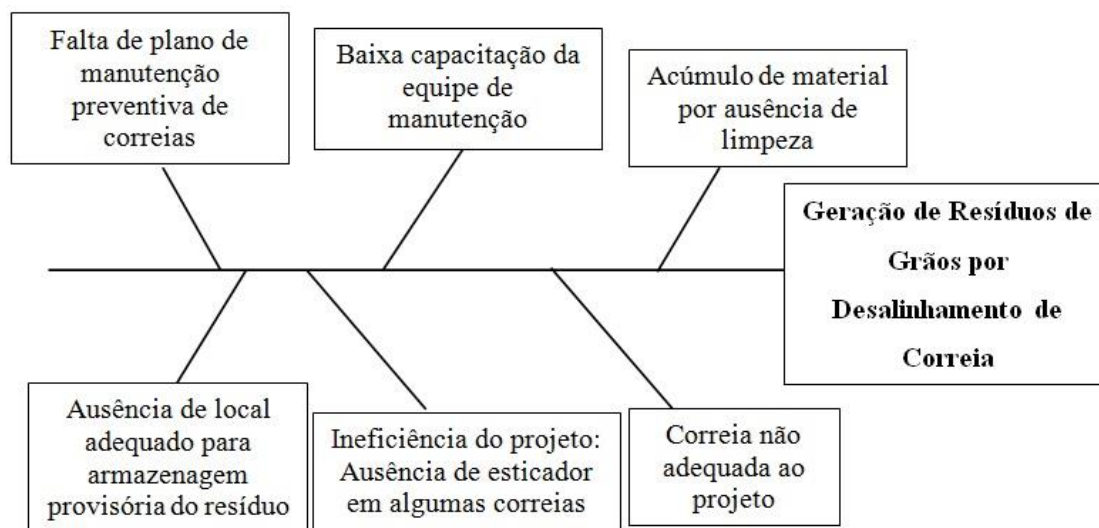 Falta de plano de
manutenção
preventiva de
correias
Baixa capacitação da
equipe de
manutenção
Acúmulo de material
por ausência de
limpeza
Geração de Resíduos de
Grãos por
Desalinhamento de
Correia
Ausência de local
adequado para
armazenagem
provisória do resíduo
Ineficiência do projeto:
Ausência de esticador
em algumas correias
Correia não
adequada ao
projeto